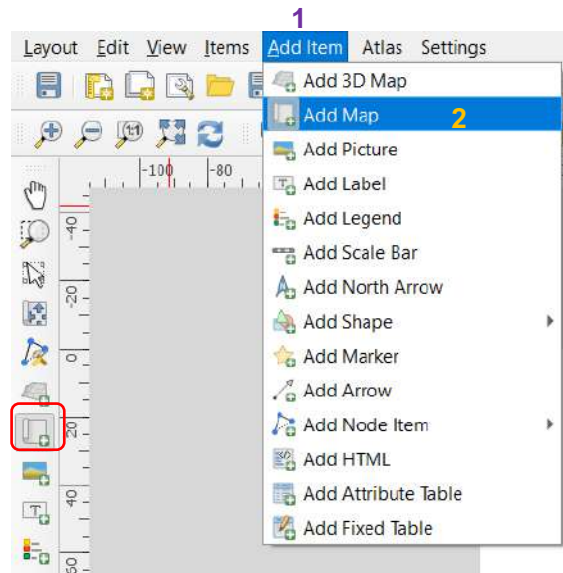 1
Layout Edit View Items Add Item Atlas Settings
Add 3D Map
Add Map 2
Add Picture
Add Label
Add Legend
Add Scale Bar
Add North Arrow
Add Shape
Add Marker
Add Arrow
Add Node Item
Add HTML
Add Attribute Table
Add Fixed Table
1:1
-100 -80
-40
-20
0
20
40
60
T